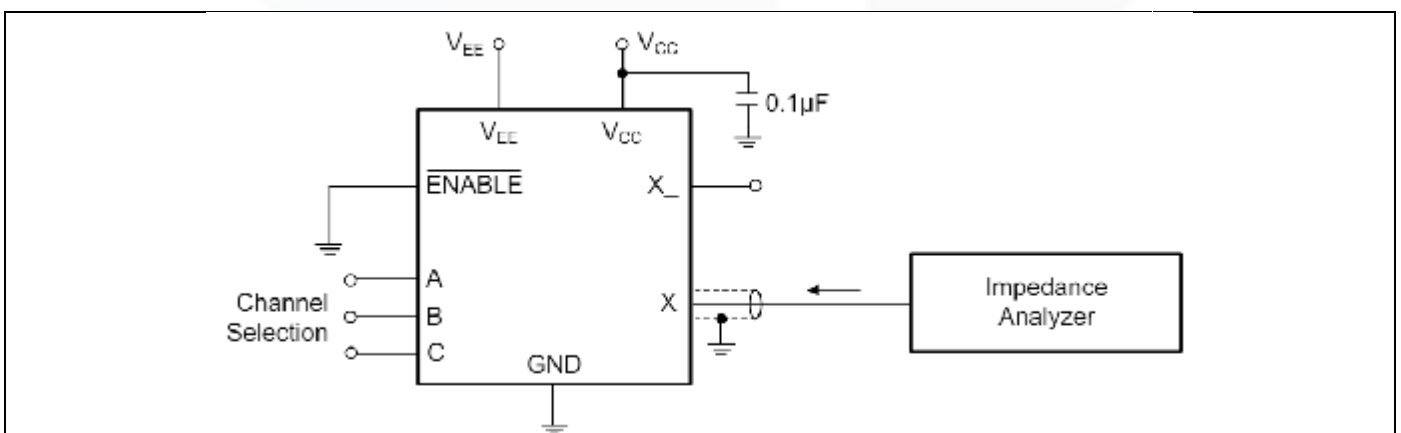 VEE
VCC
0.1µF
VEE
VCC
ENABLE
X_
A
Channel
Selection
B
C
X
GND
Impedance
Analyzer